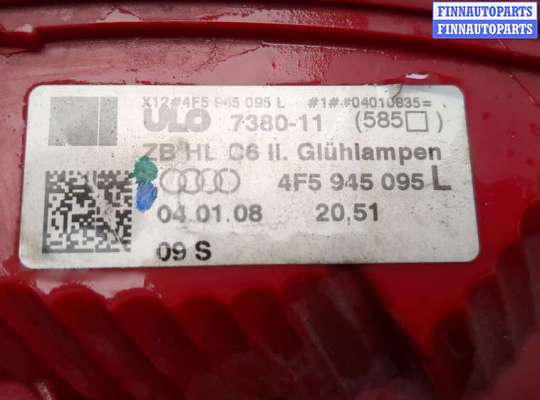 FINNAUTOPARTS
FINNAUTOPARTS
X12#4F5 945 095 L #1##04010835=
ULO 7380-11 (585□)
ZB HL C6 II. Glühlampen
4F5 945 095 L
04.01.08 20,51
09 S